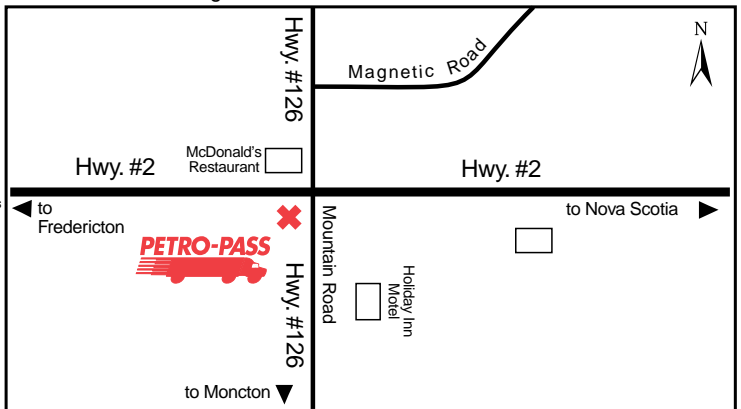 Hwy. #126
Magnetic Road
N
McDonald's
Restaurant
Hwy. #2
Hwy. #2
to
Fredericton
to Nova Scotia
PETRO-PASS
Mountain Road
Holiday Inn
Motel
Hwy. #126
to Moncton